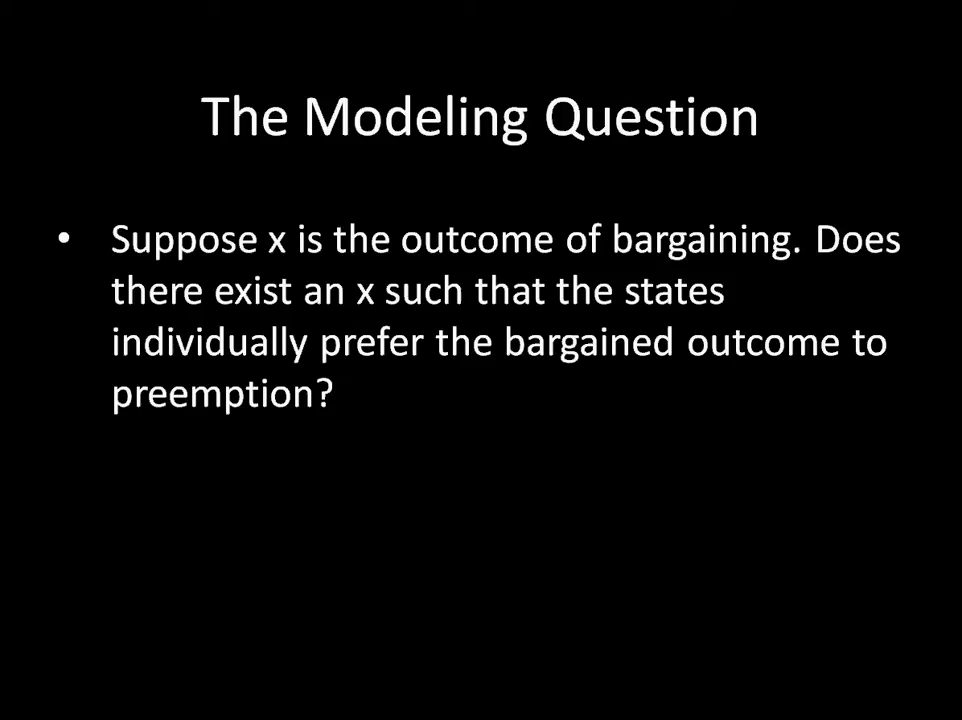 The Modeling Question
• Suppose x is the outcome of bargaining. Does
there exist an x such that the states
individually prefer the bargained outcome to
preemption?